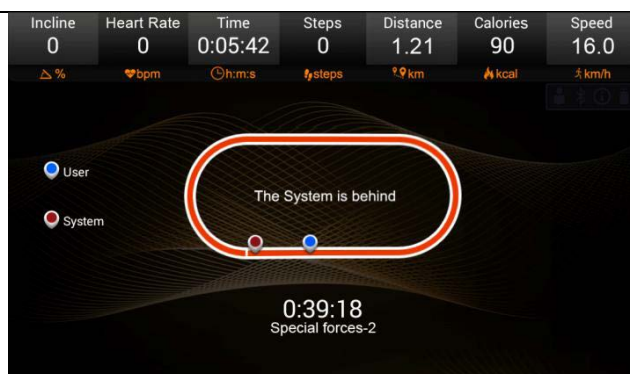 Incline Heart Rate Time Steps Distance Calories Speed
0 0 0:05:42 0 1.21 90 16.0
% bpm h:m:s steps km kcal km/h
User
The System is behind
System
0:39:18
Special forces-2